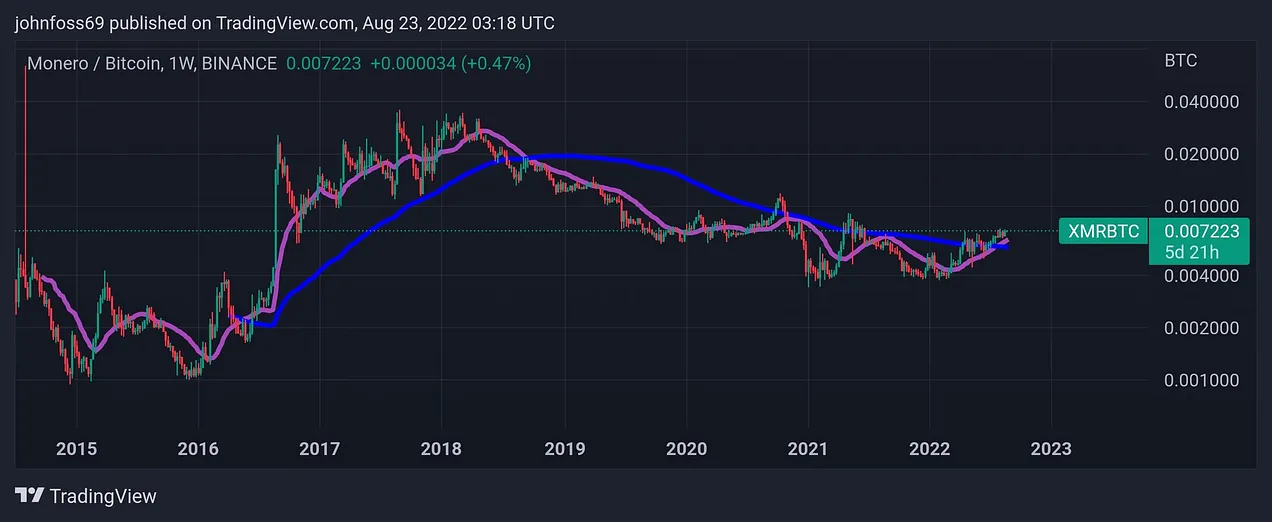 johnfoss69 published on TradingView.com, Aug 23, 2022 03:18 UTC
Monero / Bitcoin, 1W, BINANCE 0.007223 +0.000034 (+0.47%)
BTC
0.040000
0.020000
0.010000
XMRBTC 0.007223
5d 21h
0.004000
0.002000
0.001000
2015 2016 2017 2018 2019 2020 2021 2022 2023
TradingView